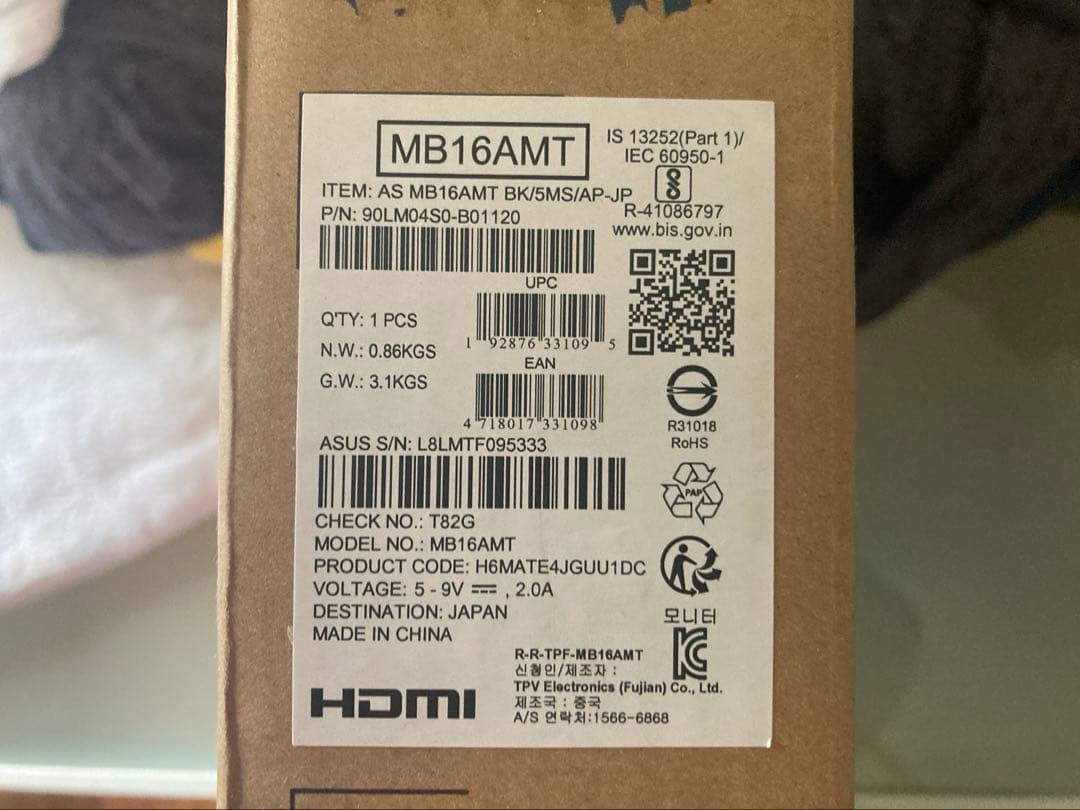 MB16AMT
IS 13252(Part 1)/
IEC 60950-1
ITEM: AS MB16AMT BK/5MS/AP-JP
P/N: 90LM04S0-B01120
R-41086797
www.bis.gov.in
UPC
Q'TY: 1 PCS
1 92876 33109 5
N.W.: 0.86KGS
EAN
G.W.: 3.1KGS
4 718017 331098
R31018
RoHS
ASUS S/N: L8LMTF095333
PAP
CHECK NO.: T82G
MODEL NO.: MB16AMT
PRODUCT CODE: H6MATE4JGUU1DC
VOLTAGE: 5 - 9V ⎓ , 2.0A
DESTINATION: JAPAN
모니터
MADE IN CHINA
KC
R-R-TPF-MB16AMT
신청인/제조자 :
TPV Electronics (Fujian) Co., Ltd.
제조국 : 중국
A/S 연락처:1566-6868
HDMI